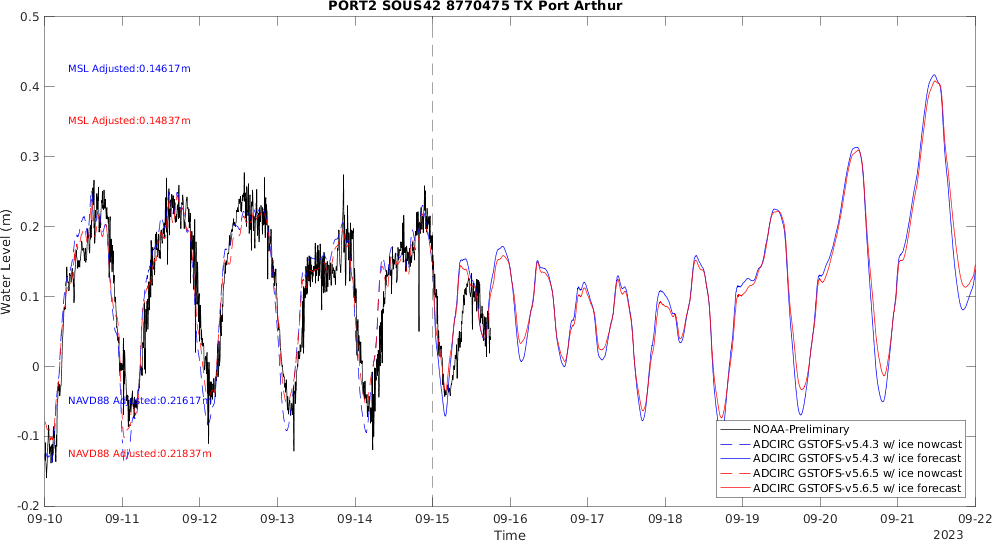 PORT2 SOUS42 8770475 TX Port Arthur
0.5
0.4
0.3
0.2
0.1
0
-0.1
-0.2
Water Level (m)
MSL Adjusted:0.14617m
MSL Adjusted:0.14837m
NAVD88 Adjusted:0.21617m
NAVD88 Adjusted:0.21837m
NOAA-Preliminary
ADCIRC GSTOFS-v5.4.3 w/ ice nowcast
ADCIRC GSTOFS-v5.4.3 w/ ice forecast
ADCIRC GSTOFS-v5.6.5 w/ ice nowcast
ADCIRC GSTOFS-v5.6.5 w/ ice forecast
09-10 09-11 09-12 09-13 09-14 09-15 09-16 09-17 09-18 09-19 09-20 09-21 09-22
Time
2023